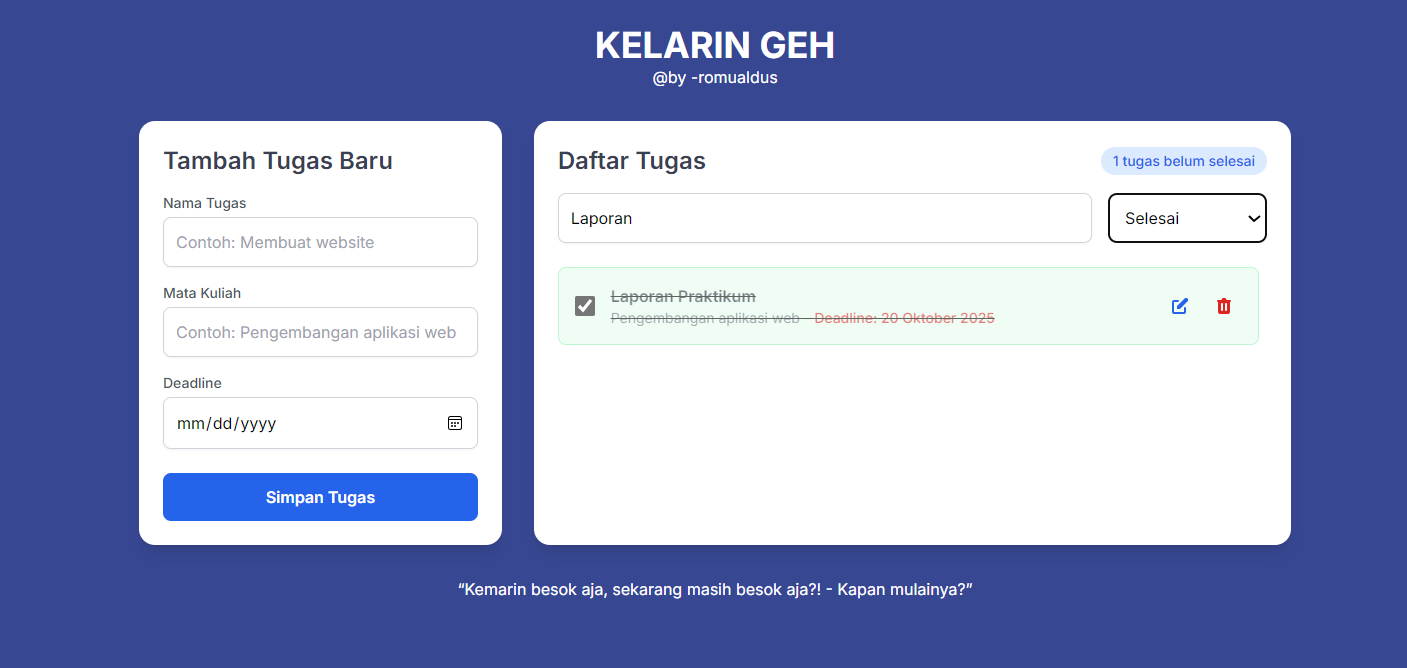 KELARIN GEH
@by -romualdus
Tambah Tugas Baru
Nama Tugas
Contoh: Membuat website
Mata Kuliah
Contoh: Pengembangan aplikasi web
Deadline
mm/dd/yyyy
Simpan Tugas
Daftar Tugas
1 tugas belum selesai
Laporan
Selesai
Laporan Praktikum
Pengembangan aplikasi web - Deadline: 20 Oktober 2025
“Kemarin besok aja, sekarang masih besok aja?! - Kapan mulainya?”